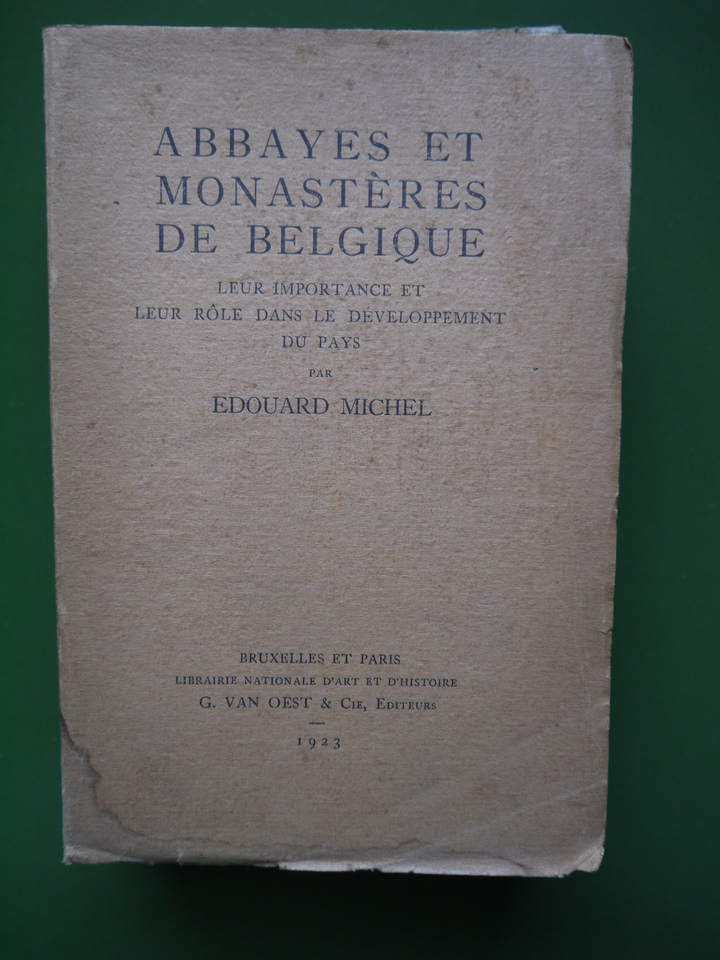 ABBAYES ET
MONASTÈRES
DE BELGIQUE
LEUR IMPORTANCE ET
LEUR RÔLE DANS LE DÉVELOPPEMENT
DU PAYS
PAR
EDOUARD MICHEL
BRUXELLES ET PARIS
LIBRAIRIE NATIONALE D'ART ET D'HISTOIRE
G. VAN OEST & CIE, EDITEURS
1923